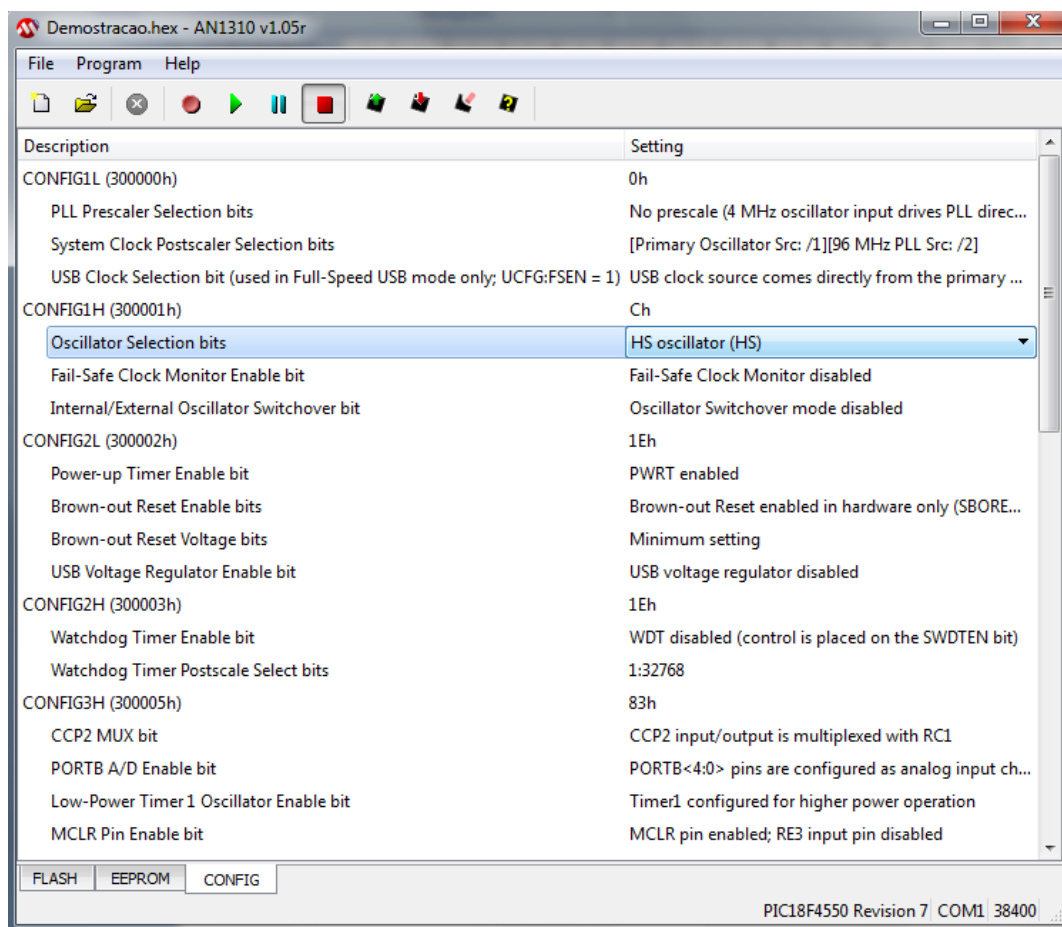 Demostracao.hex - AN1310 v1.05r
File Program Help
Description Setting
CONFIG1L (300000h) 0h
PLL Prescaler Selection bits No prescale (4 MHz oscillator input drives PLL direc...
System Clock Postscaler Selection bits [Primary Oscillator Src: /1][96 MHz PLL Src: /2]
USB Clock Selection bit (used in Full-Speed USB mode only; UCFG:FSEN = 1) USB clock source comes directly from the primary ...
CONFIG1H (300001h) Ch
Oscillator Selection bits HS oscillator (HS)
Fail-Safe Clock Monitor Enable bit Fail-Safe Clock Monitor disabled
Internal/External Oscillator Switchover bit Oscillator Switchover mode disabled
CONFIG2L (300002h) 1Eh
Power-up Timer Enable bit PWRT enabled
Brown-out Reset Enable bits Brown-out Reset enabled in hardware only (SBORE...
Brown-out Reset Voltage bits Minimum setting
USB Voltage Regulator Enable bit USB voltage regulator disabled
CONFIG2H (300003h) 1Eh
Watchdog Timer Enable bit WDT disabled (control is placed on the SWDTEN bit)
Watchdog Timer Postscale Select bits 1:32768
CONFIG3H (300005h) 83h
CCP2 MUX bit CCP2 input/output is multiplexed with RC1
PORTB A/D Enable bit PORTB<4:0> pins are configured as analog input ch...
Low-Power Timer 1 Oscillator Enable bit Timer1 configured for higher power operation
MCLR Pin Enable bit MCLR pin enabled; RE3 input pin disabled
FLASH EEPROM CONFIG
PIC18F4550 Revision 7 COM1 38400